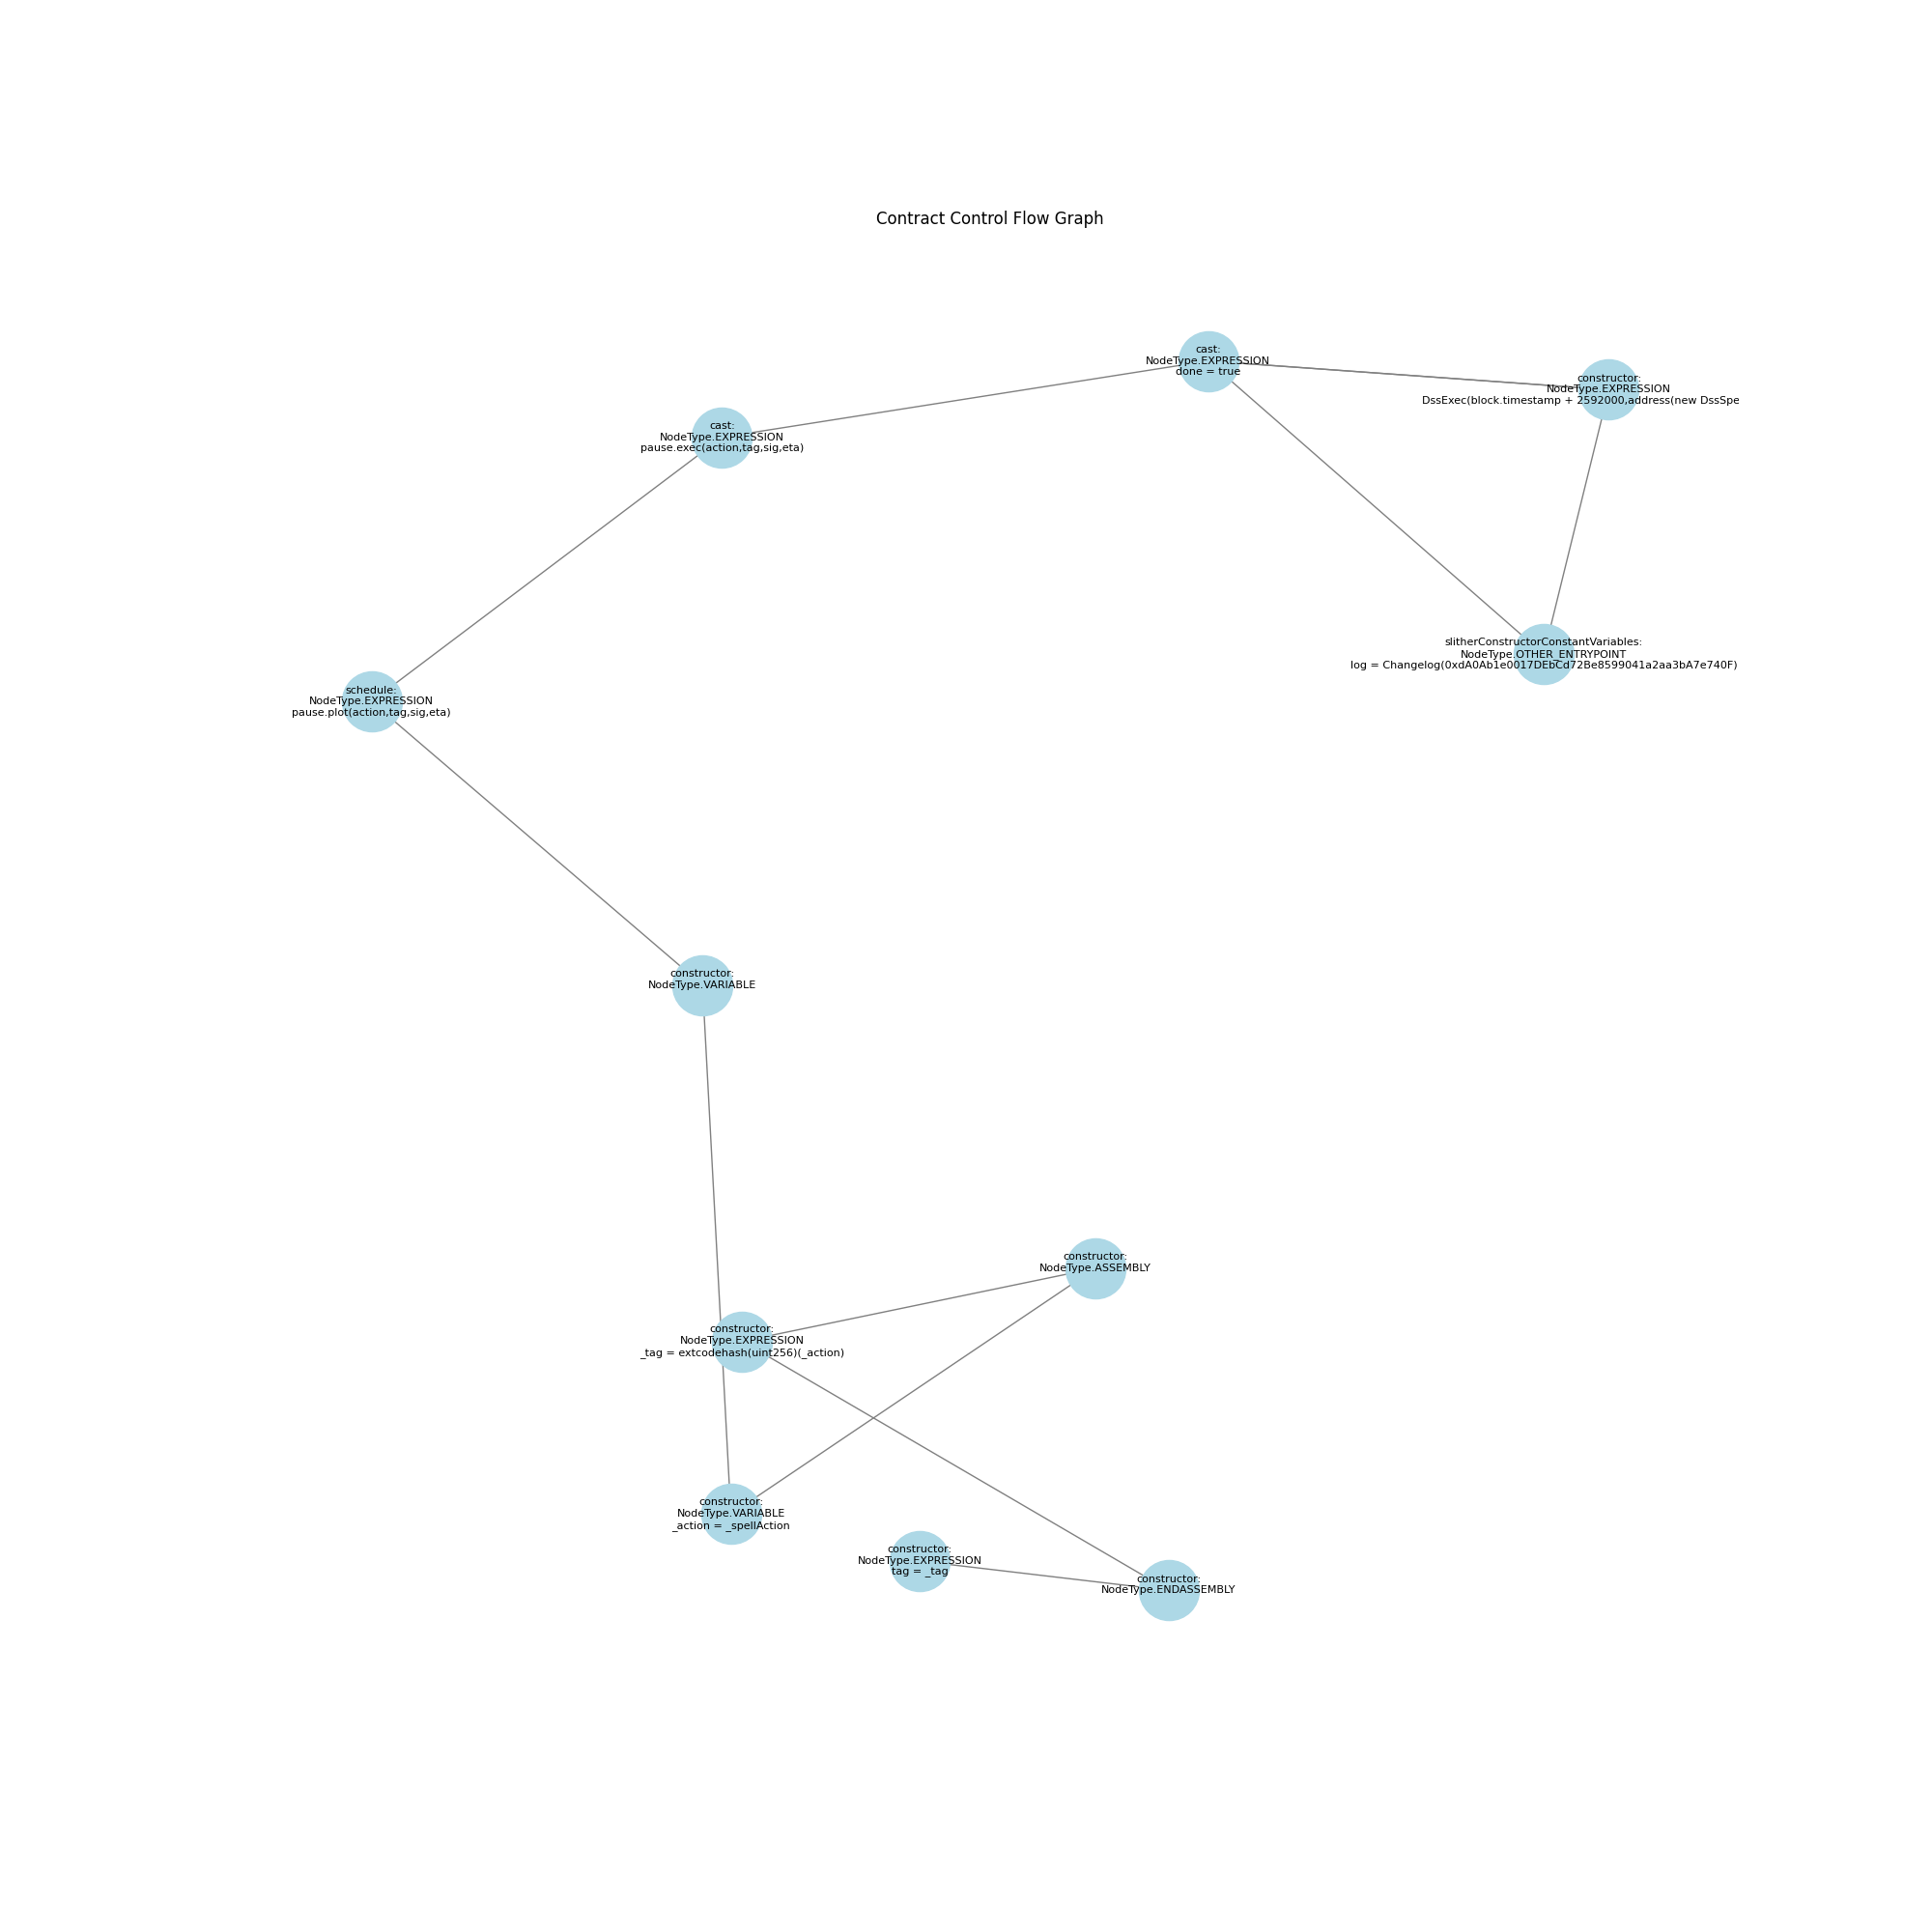 Contract Control Flow Graph
cast:
NodeType.EXPRESSION
done = true
constructor:
NodeType.EXPRESSION
DssExec(block.timestamp + 2592000,address(new DssSpe
cast:
NodeType.EXPRESSION
pause.exec(action,tag,sig,eta)
slitherConstructorConstantVariables:
NodeType.OTHER_ENTRYPOINT
log = Changelog(0xdA0Ab1e0017DEbCd72Be8599041a2aa3bA7e740F)
schedule:
NodeType.EXPRESSION
pause.plot(action,tag,sig,eta)
constructor:
NodeType.VARIABLE
constructor:
NodeType.ASSEMBLY
constructor:
NodeType.EXPRESSION
_tag = extcodehash(uint256)(_action)
constructor:
NodeType.VARIABLE
_action = _spellAction
constructor:
NodeType.EXPRESSION
tag = _tag
constructor:
NodeType.ENDASSEMBLY